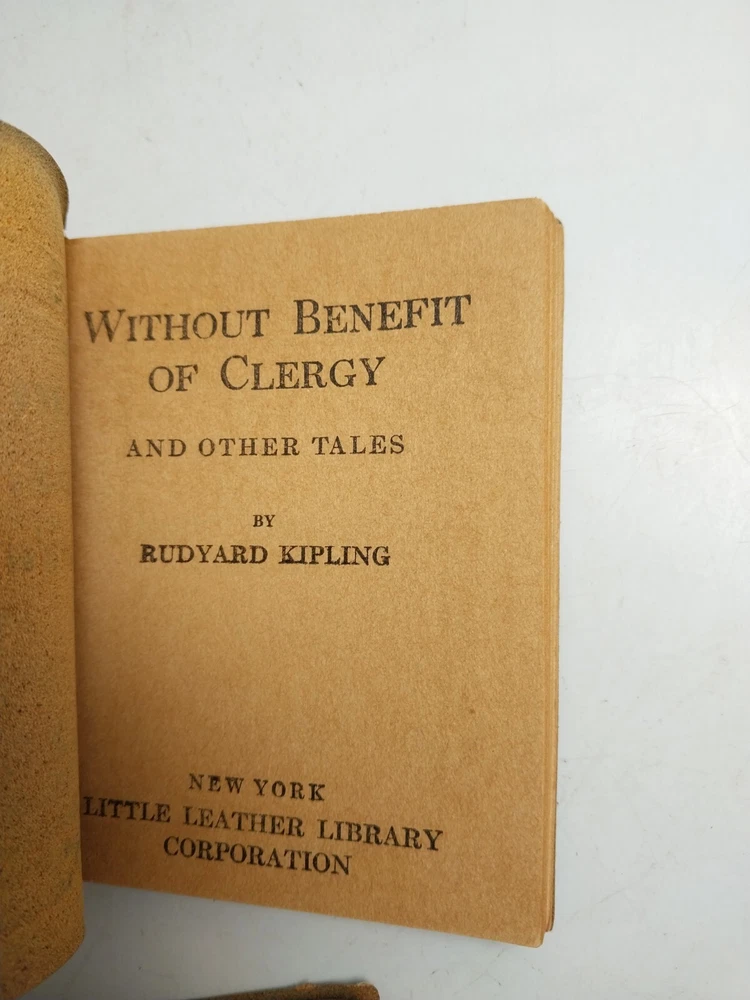 WITHOUT BENEFIT
OF CLERGY
AND OTHER TALES
BY
RUDYARD KIPLING
NEW YORK
LITTLE LEATHER LIBRARY
CORPORATION